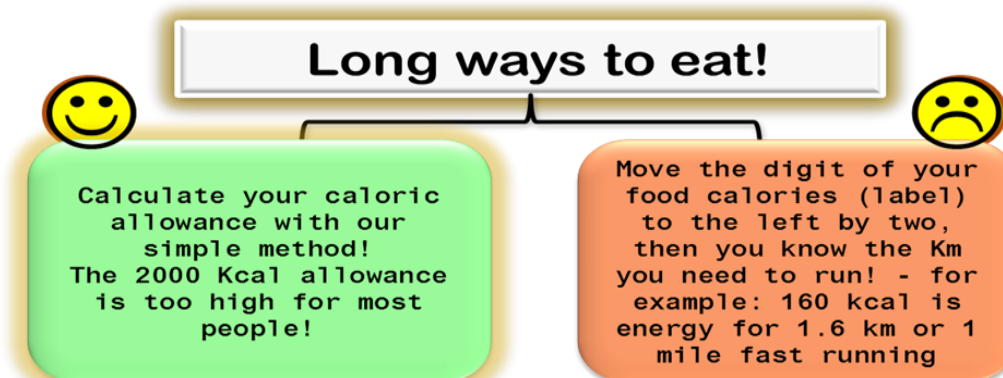 Long ways to eat!
Calculate your caloric
allowance with our
simple method!
The 2000 Kcal allowance
is too high for most
people!
Move the digit of your
food calories (label)
to the left by two,
then you know the Km
you need to run! - for
example: 160 kcal is
energy for 1.6 km or 1
mile fast running